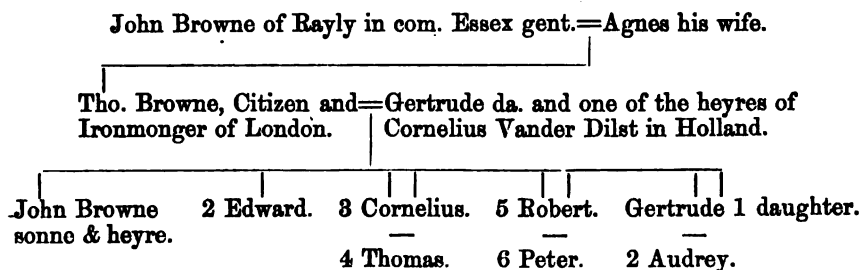 John Browne of Rayly in com. Essex gent.=Agnes his wife.
Tho. Browne, Citizen and=Gertrude da. and one of the heyres of
Ironmonger of London. Cornelius Vander Dilst in Holland.
John Browne 2 Edward. 3 Cornelius. 5 Robert. Gertrude 1 daughter.
sonne & heyre.
4 Thomas. 6 Peter. 2 Audrey.